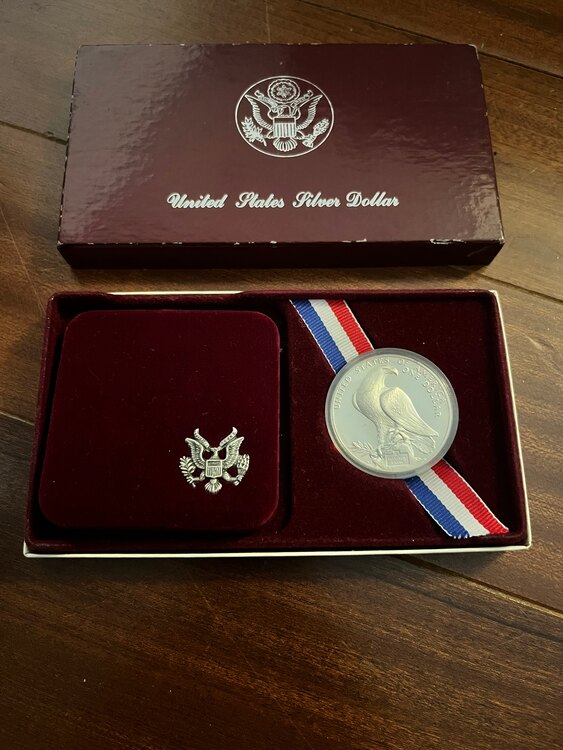 United States Silver Dollar
UNITED STATES OF AMERICA
ONE DOLLAR